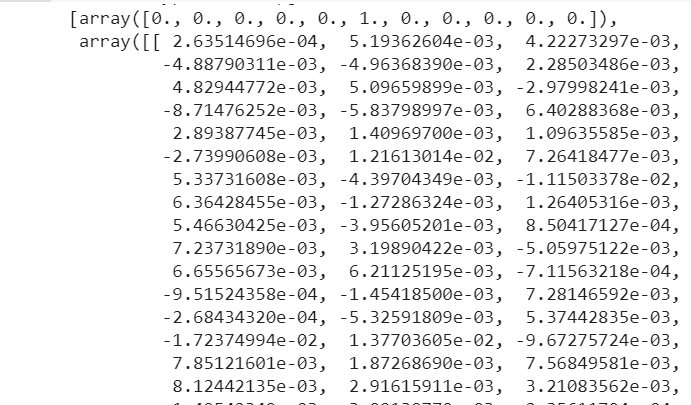 [array([0., 0., 0., 0., 0., 1., 0., 0., 0., 0., 0.]),
array([[ 2.63514696e-04, 5.19362604e-03, 4.22273297e-03,
-4.88790311e-03, -4.96368390e-03, 2.28503486e-03,
4.82944772e-03, 5.09659899e-03, -2.97998241e-03,
-8.71476252e-03, -5.83798997e-03, 6.40288368e-03,
2.89387745e-03, 1.40969700e-03, 1.09635585e-03,
-2.73990608e-03, 1.21613014e-02, 7.26418477e-03,
5.33731608e-03, -4.39704349e-03, -1.11503378e-02,
6.36428455e-03, -1.27286324e-03, 1.26405316e-03,
5.46630425e-03, -3.95605201e-03, 8.50417127e-04,
7.23731890e-03, 3.19890422e-03, -5.05975122e-03,
6.65565673e-03, 6.21125195e-03, -7.11563218e-04,
-9.51524358e-04, -1.45418500e-03, 7.28146592e-03,
-2.68434320e-04, -5.32591809e-03, 5.37442835e-03,
-1.72374994e-02, 1.37703605e-02, -9.67275724e-03,
7.85121601e-03, 1.87268690e-03, 7.56849581e-03,
8.12442135e-03, 2.91615911e-03, 3.21083562e-03,